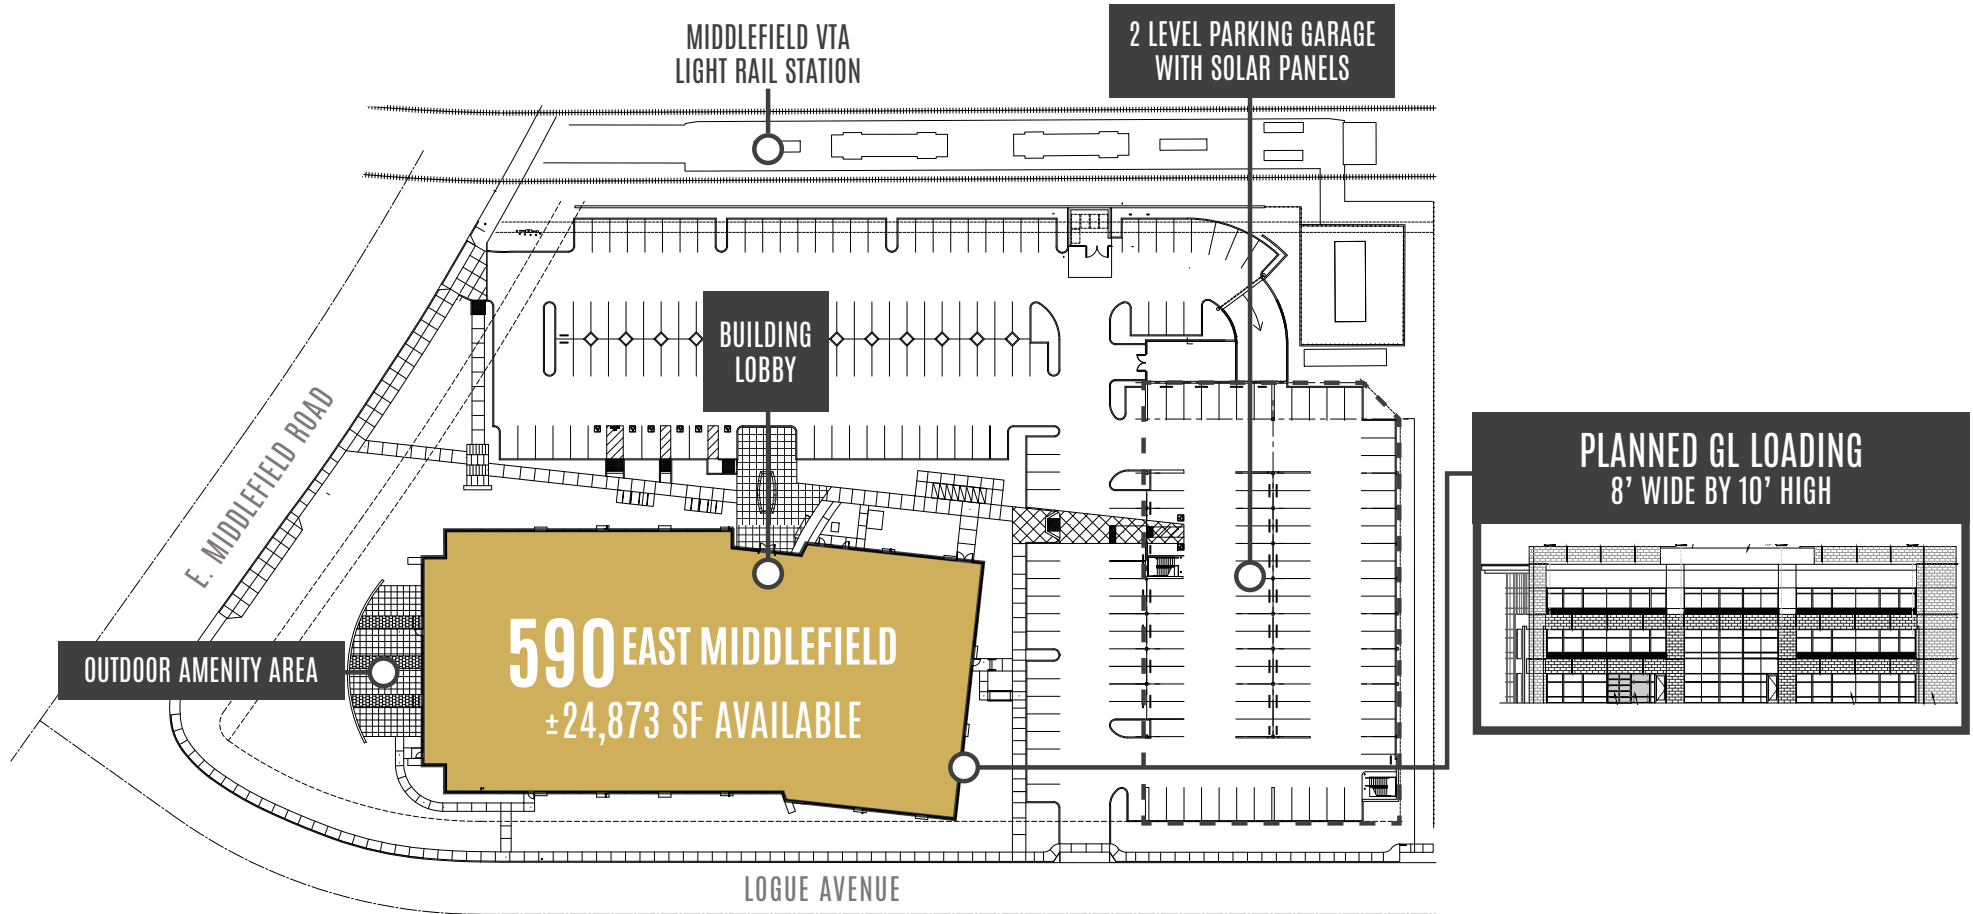 MIDDLEFIELD VTA
LIGHT RAIL STATION
2 LEVEL PARKING GARAGE
WITH SOLAR PANELS
BUILDING
LOBBY
E. MIDDLEFIELD ROAD
PLANNED GL LOADING
8’ WIDE BY 10’ HIGH
OUTDOOR AMENITY AREA
590 EAST MIDDLEFIELD
±24,873 SF AVAILABLE
LOGUE AVENUE